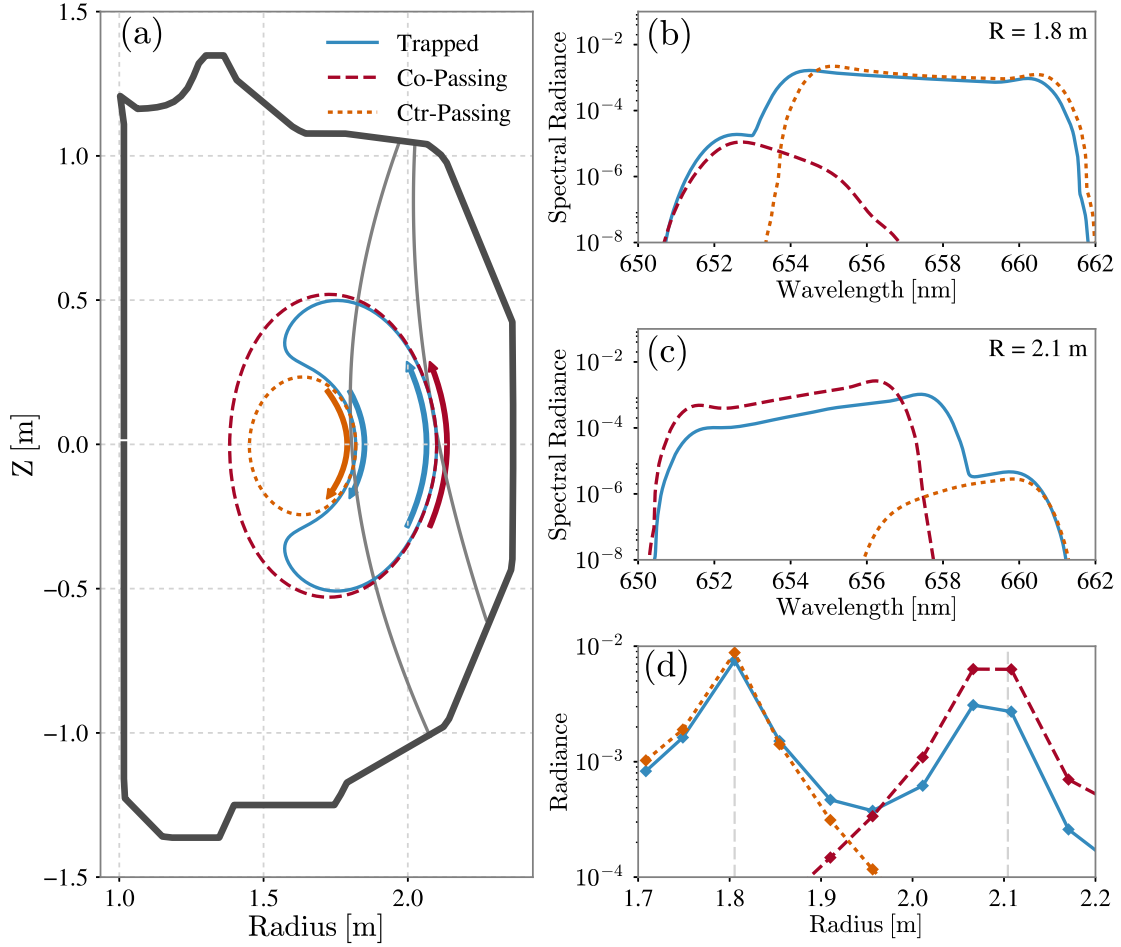 (a)
Trapped
Co-Passing
Ctr-Passing
1.5
1.0
0.5
0.0
−0.5
−1.0
−1.5
Z [m]
1.0 1.5 2.0
Radius [m]
(b)
R = 1.8 m
10⁻²
10⁻⁴
10⁻⁶
10⁻⁸
Spectral Radiance
650 652 654 656 658 660 662
Wavelength [nm]
(c)
R = 2.1 m
10⁻²
10⁻⁴
10⁻⁶
10⁻⁸
Spectral Radiance
650 652 654 656 658 660 662
Wavelength [nm]
(d)
10⁻²
10⁻³
10⁻⁴
Radiance
1.7 1.8 1.9 2.0 2.1 2.2
Radius [m]